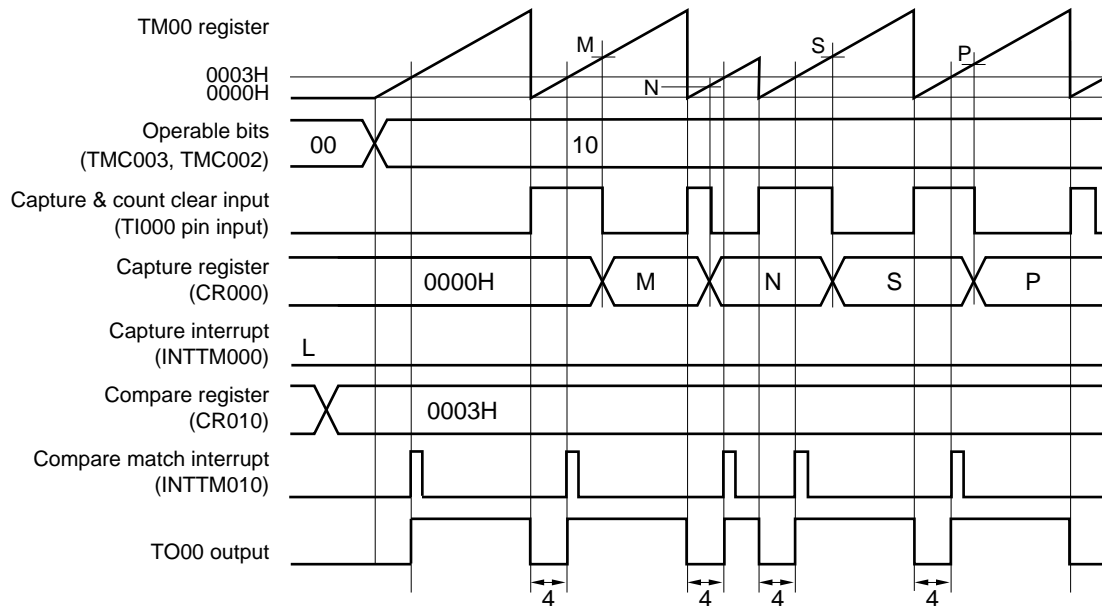 TM00 register
M
S
P
0003H
N
0000H
Operable bits
(TMC003, TMC002)
00
10
Capture & count clear input
(TI000 pin input)
Capture register
(CR000)
0000H
M
N
S
P
Capture interrupt
(INTTM000)
L
Compare register
(CR010)
0003H
Compare match interrupt
(INTTM010)
TO00 output
4
4
4
4